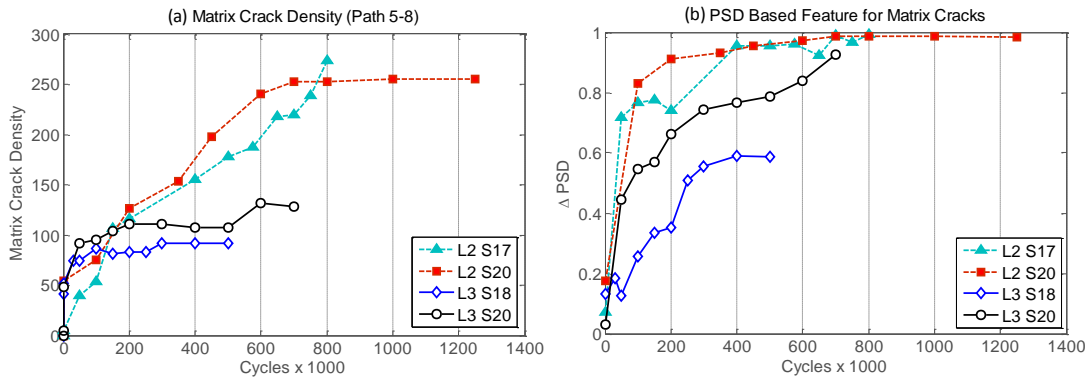 (a) Matrix Crack Density (Path 5-8)
300
250
200
150
100
50
0
Matrix Crack Density
0 200 400 600 800 1000 1200 1400
Cycles x 1000
L2 S17
L2 S20
L3 S18
L3 S20
(b) PSD Based Feature for Matrix Cracks
1
0.8
0.6
0.4
0.2
0
Δ PSD
0 200 400 600 800 1000 1200 1400
Cycles x 1000
L2 S17
L2 S20
L3 S18
L3 S20